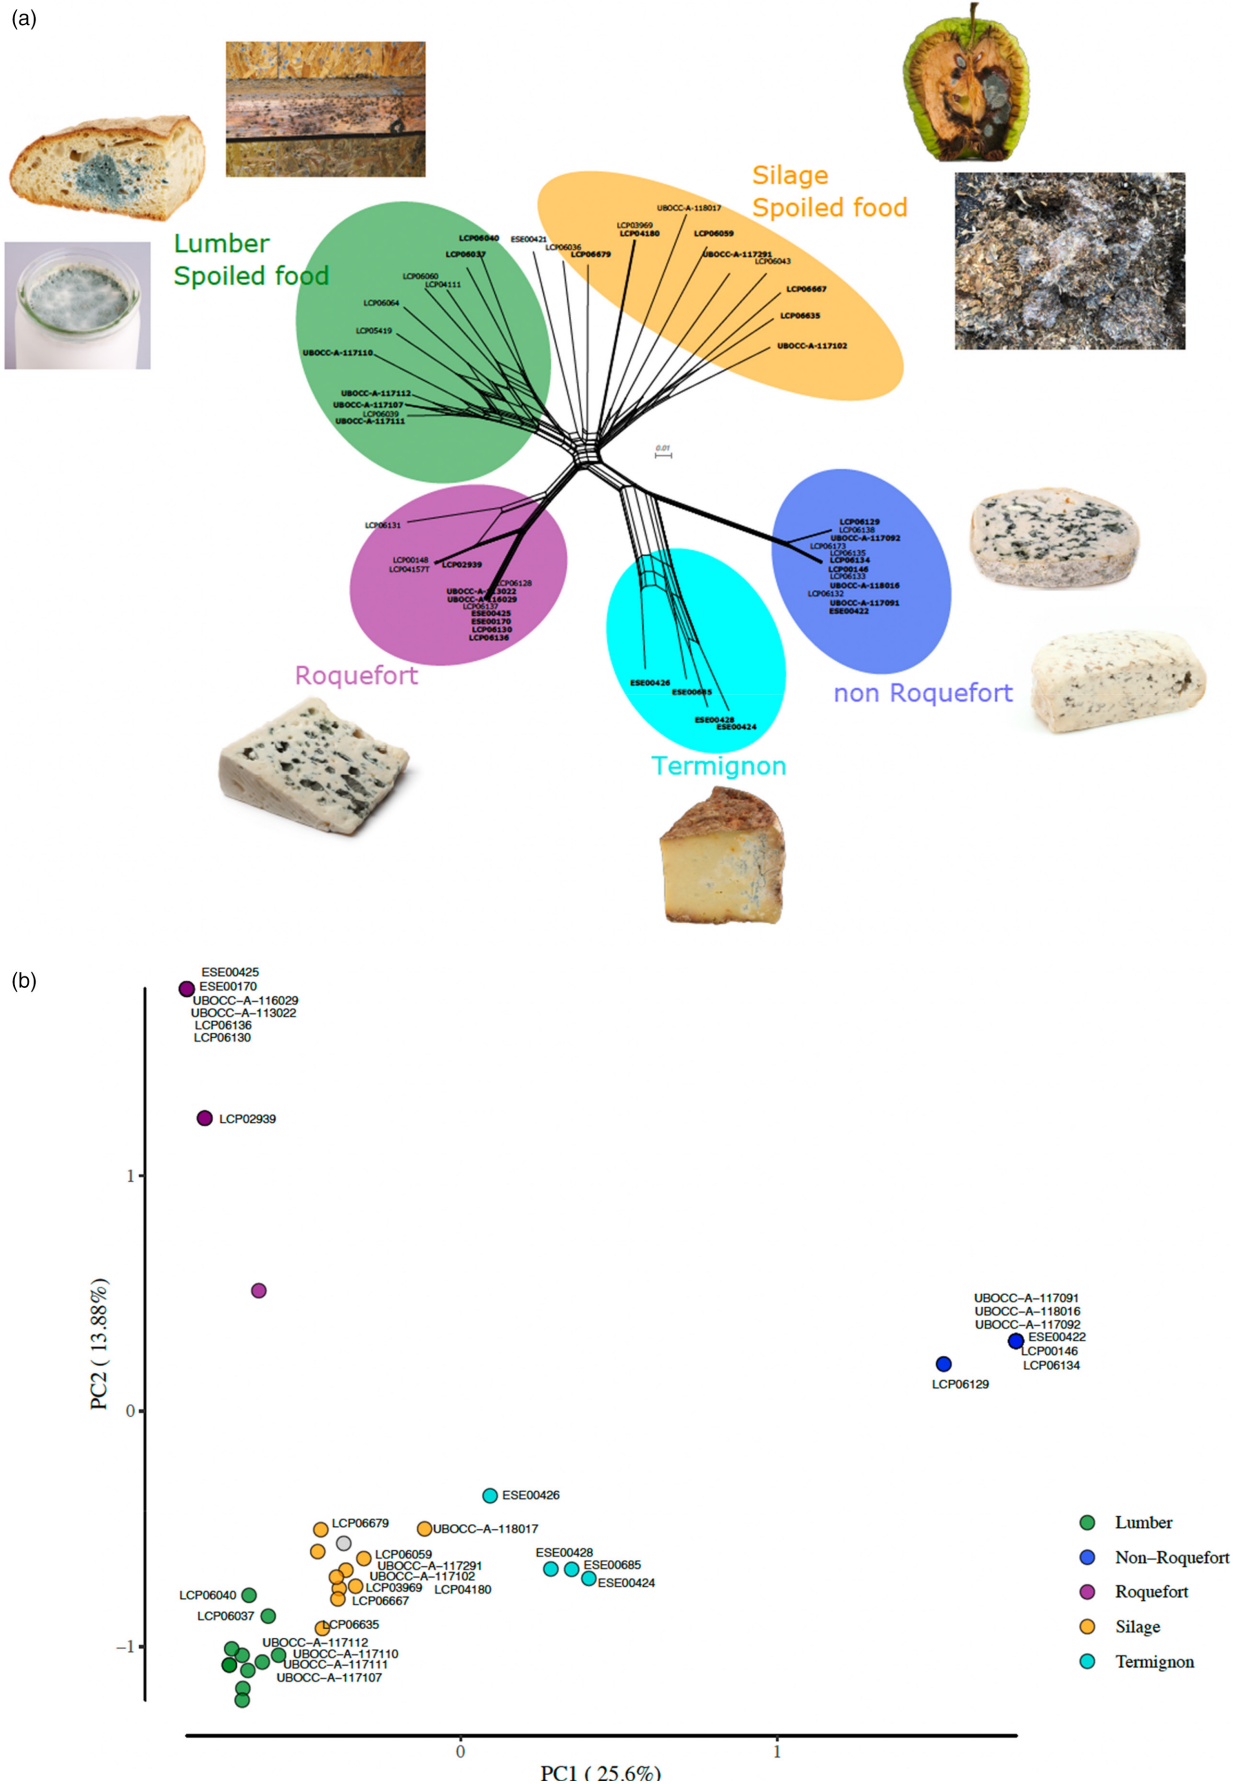 (a)
Silage
Spoiled food
Lumber
Spoiled food
UBOCC-A-118017
LCP03969
LCP04180
LCP06059
LCP06040
ESE00421
LCP06036
LCP06679
LCP06037
UBOCC-A-117291
LCP06043
LCP06060
LCP04111
LCP06667
LCP06064
LCP06635
LCP05419
UBOCC-A-117102
UBOCC-A-117110
UBOCC-A-117112
UBOCC-A-117107
LCP06039
UBOCC-A-117111
0.01
LCP06131
LCP00148
LCP04157T
LCP02939
LCP06128
UBOCC-A-113022
UBOCC-A-116029
LCP06137
ESE00425
ESE00170
LCP06130
LCP06136
LCP06129
LCP06138
UBOCC-A-117092
LCP06173
LCP06135
LCP06134
LCP00146
LCP06133
UBOCC-A-118016
LCP06132
UBOCC-A-117091
ESE00422
ESE00426
ESE00685
ESE00428
ESE00424
Roquefort
non Roquefort
Termignon
(b)
ESE00425
ESE00170
UBOCC-A-116029
UBOCC-A-113022
LCP06136
LCP06130
LCP02939
1
0
-1
PC2 ( 13.88%)
UBOCC-A-117091
UBOCC-A-118016
UBOCC-A-117092
ESE00422
LCP00146
LCP06134
LCP06129
ESE00426
LCP06679
UBOCC-A-118017
LCP06059
UBOCC-A-117291
UBOCC-A-117102
LCP03969
LCP04180
LCP06667
ESE00428
ESE00685
ESE00424
LCP06040
LCP06037
LCP06635
UBOCC-A-117112
UBOCC-A-117110
UBOCC-A-117111
UBOCC-A-117107
Lumber
Non-Roquefort
Roquefort
Silage
Termignon
0
1
PC1 ( 25.6%)